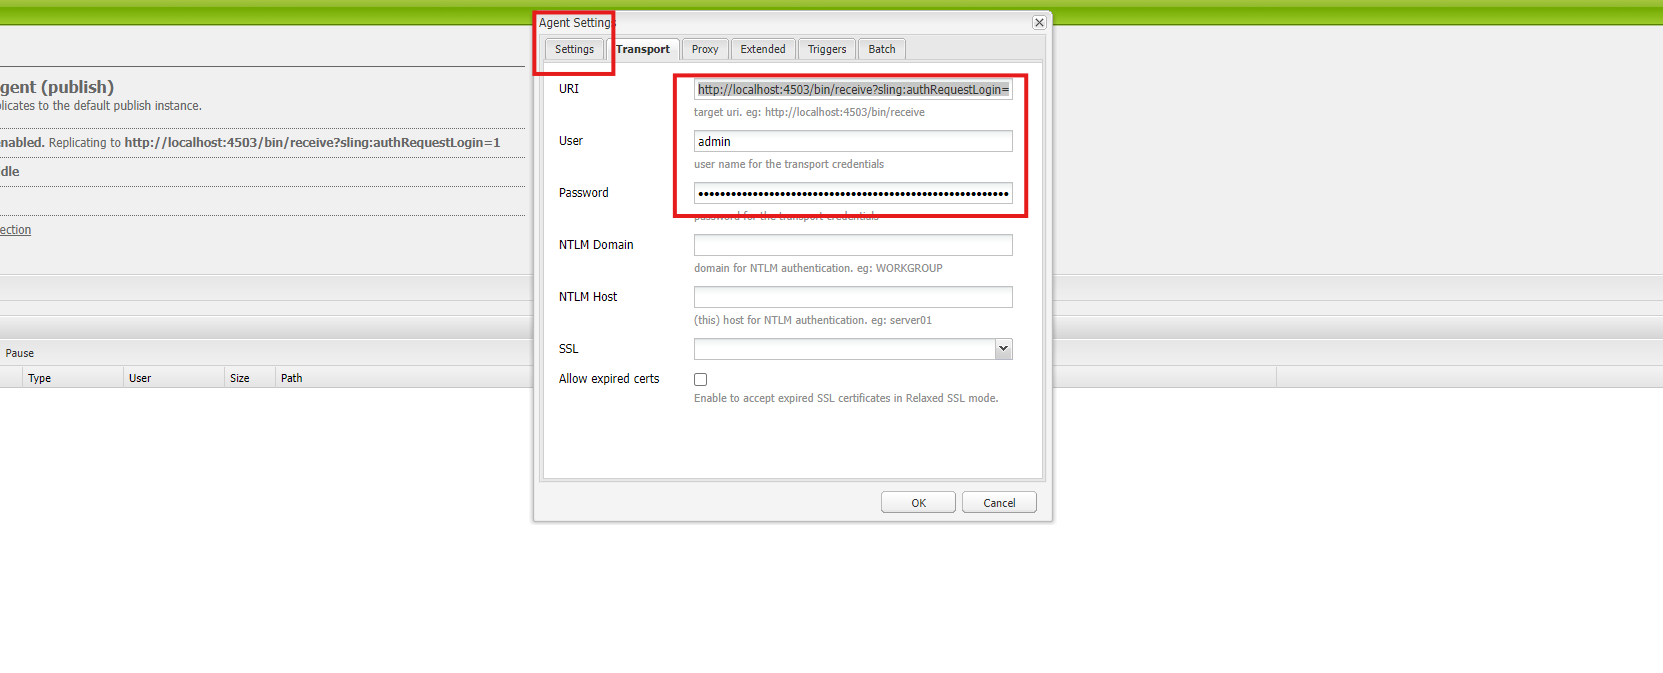 Agent Settings
Settings
Transport
Proxy
Extended
Triggers
Batch
gent (publish)
plicates to the default publish instance.
nabled. Replicating to http://localhost:4503/bin/receive?sling:authRequestLogin=1
dle
ection
URI
http://localhost:4503/bin/receive?sling:authRequestLogin=
target uri. eg: http://localhost:4503/bin/receive
User
admin
user name for the transport credentials
Password
••••••••••••••••••••••••••••••••••••••••••••••••••••••••
password for the transport credentials
NTLM Domain
domain for NTLM authentication. eg: WORKGROUP
NTLM Host
(this) host for NTLM authentication. eg: server01
SSL
Allow expired certs
Enable to accept expired SSL certificates in Relaxed SSL mode.
OK
Cancel
Pause
Type
User
Size
Path